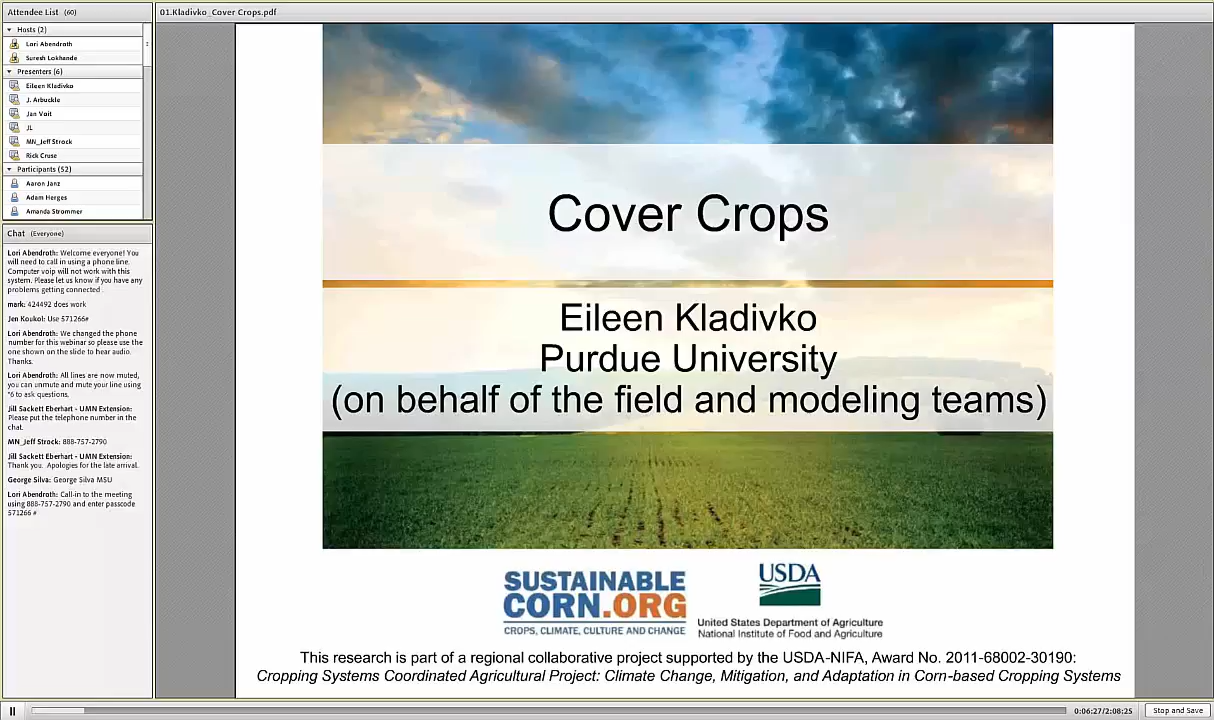 Attendee List (60)
Hosts (2)
Lori Abendroth
Suresh Lokhande
Presenters (6)
Eileen Kladivko
J. Arbuckle
Jan Voit
JL
MN_Jeff Strock
Rick Cruse
Participants (52)
Aaron Janz
Adam Herges
Amanda Strommer
Chat (Everyone)
Lori Abendroth: Welcome everyone! You
will need to call in using a phone line.
Computer voip will not work with this
system. Please let us know if you have any
problems getting connected .
mark: 424492 does work
Jen Koukol: Use 571266#
Lori Abendroth: We changed the phone
number for this webinar so please use the
one shown on the slide to hear audio.
Thanks.
Lori Abendroth: All lines are now muted,
you can unmute and mute your line using
*6 to ask questions.
Jill Sackett Eberhart - UMN Extension:
Please put the telephone number in the
chat.
MN_Jeff Strock: 888-757-2790
Jill Sackett Eberhart - UMN Extension:
Thank you. Apologies for the late arrival.
George Silva: George Silva MSU
Lori Abendroth: Call-in to the meeting
using 888-757-2790 and enter passcode
571266 #
01.Kladivko_Cover Crops.pdf
Cover Crops
Eileen Kladivko
Purdue University
(on behalf of the field and modeling teams)
SUSTAINABLE
CORN.ORG
CROPS, CLIMATE, CULTURE AND CHANGE
USDA
United States Department of Agriculture
National Institute of Food and Agriculture
This research is part of a regional collaborative project supported by the USDA-NIFA, Award No. 2011-68002-30190:
Cropping Systems Coordinated Agricultural Project: Climate Change, Mitigation, and Adaptation in Corn-based Cropping Systems
0:06:27/2:08:25
Stop and Save